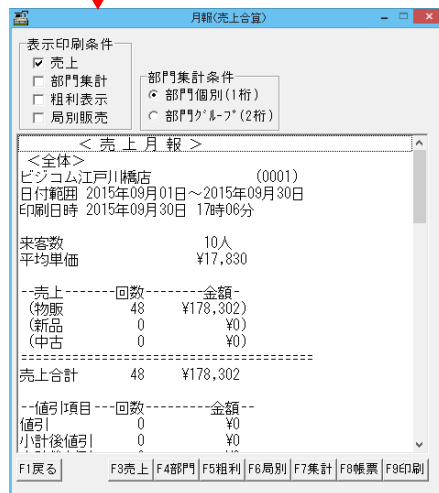 月報(売上合算)
表示印刷条件
売上
部門集計
粗利表示
局別販売
部門集計条件
部門個別(1桁)
部門ｸﾞﾙｰﾌﾟ(2桁)
＜ 売 上 月 報 ＞
＜全体＞
ビジコム江戸川橋店 (0001)
日付範囲 2015年09月01日～2015年09月30日
印刷日時 2015年09月30日 17時06分
来客数 10人
平均単価 ¥17,830
--売上-------回数--------金額-
(物販 48 ¥178,302)
(新品 0 ¥0)
(中古 0 ¥0)
======================================
売上合計 48 ¥178,302
--値引項目---回数---------金額--
値引 0 ¥0
小計後値引 0 ¥0
F1戻る F3売上 F4部門 F5粗利 F6局別 F7集計 F8帳票 F9印刷